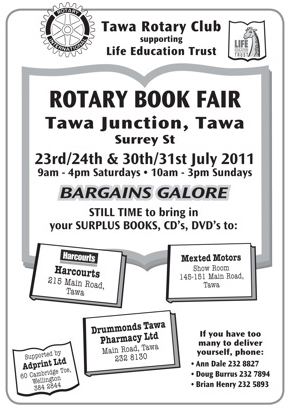 ROTARY
INTERNATIONAL
Tawa Rotary Club
supporting
Life Education Trust
LIFE
EDUCATION
TRUST
ROTARY BOOK FAIR
Tawa Junction, Tawa
Surrey St
23rd/24th & 30th/31st July 2011
9am - 4pm Saturdays • 10am - 3pm Sundays
BARGAINS GALORE
STILL TIME to bring in
your SURPLUS BOOKS, CD's, DVD's to:
Harcourts
Harcourts
215 Main Road,
Tawa
Mexted Motors
Show Room
145-151 Main Road,
Tawa
Drummonds Tawa
Pharmacy Ltd
Main Road, Tawa
232 8130
Supported by
Adprint Ltd
60 Cambridge Tce,
Wellington
384 2844
If you have too
many to deliver
yourself, phone:
• Ann Dale 232 8827
• Doug Burrus 232 7894
• Brian Henry 232 5893